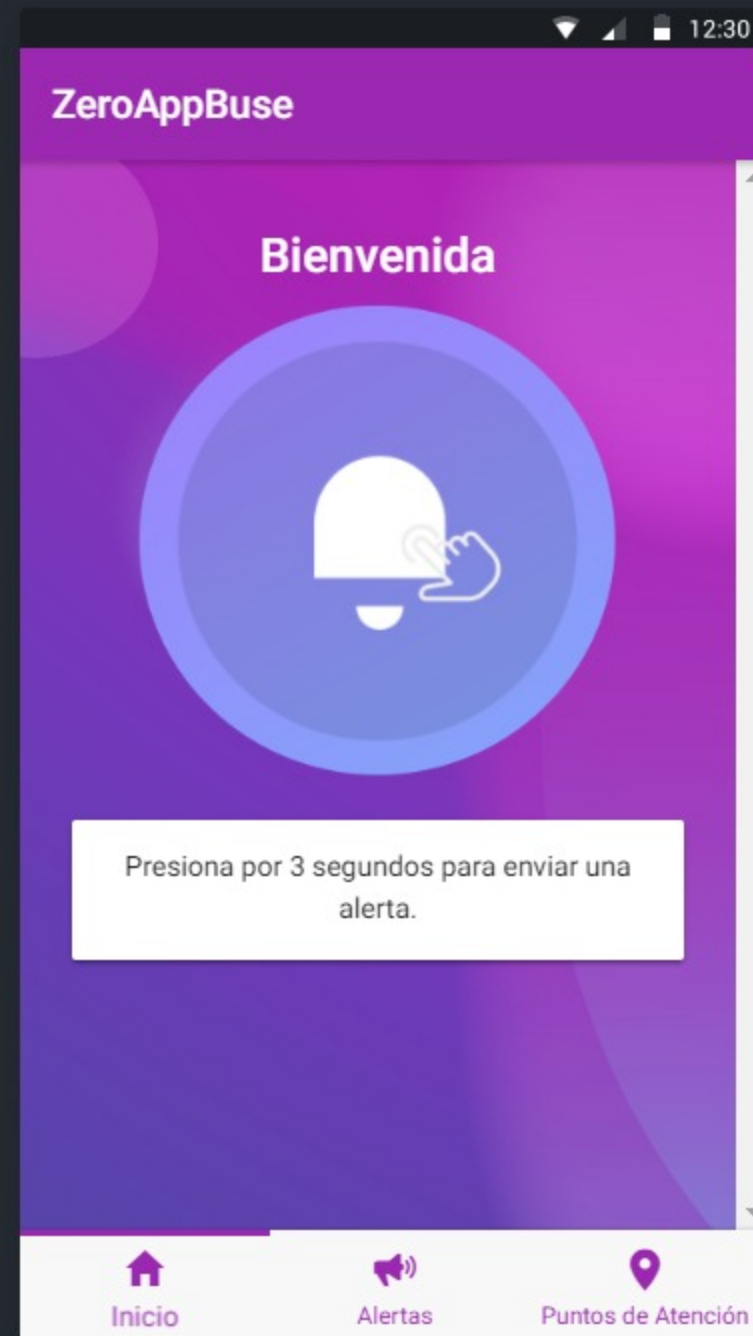 12:30
ZeroAppBuse
Bienvenida
Presiona por 3 segundos para enviar una
alerta.
Inicio
Alertas
Puntos de Atención